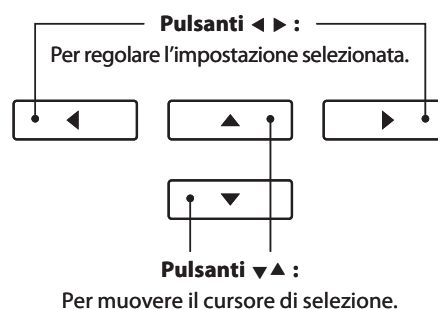 Pulsanti ◀ ▶ :
Per regolare l'impostazione selezionata.
Pulsanti ▼▲ :
Per muovere il cursore di selezione.